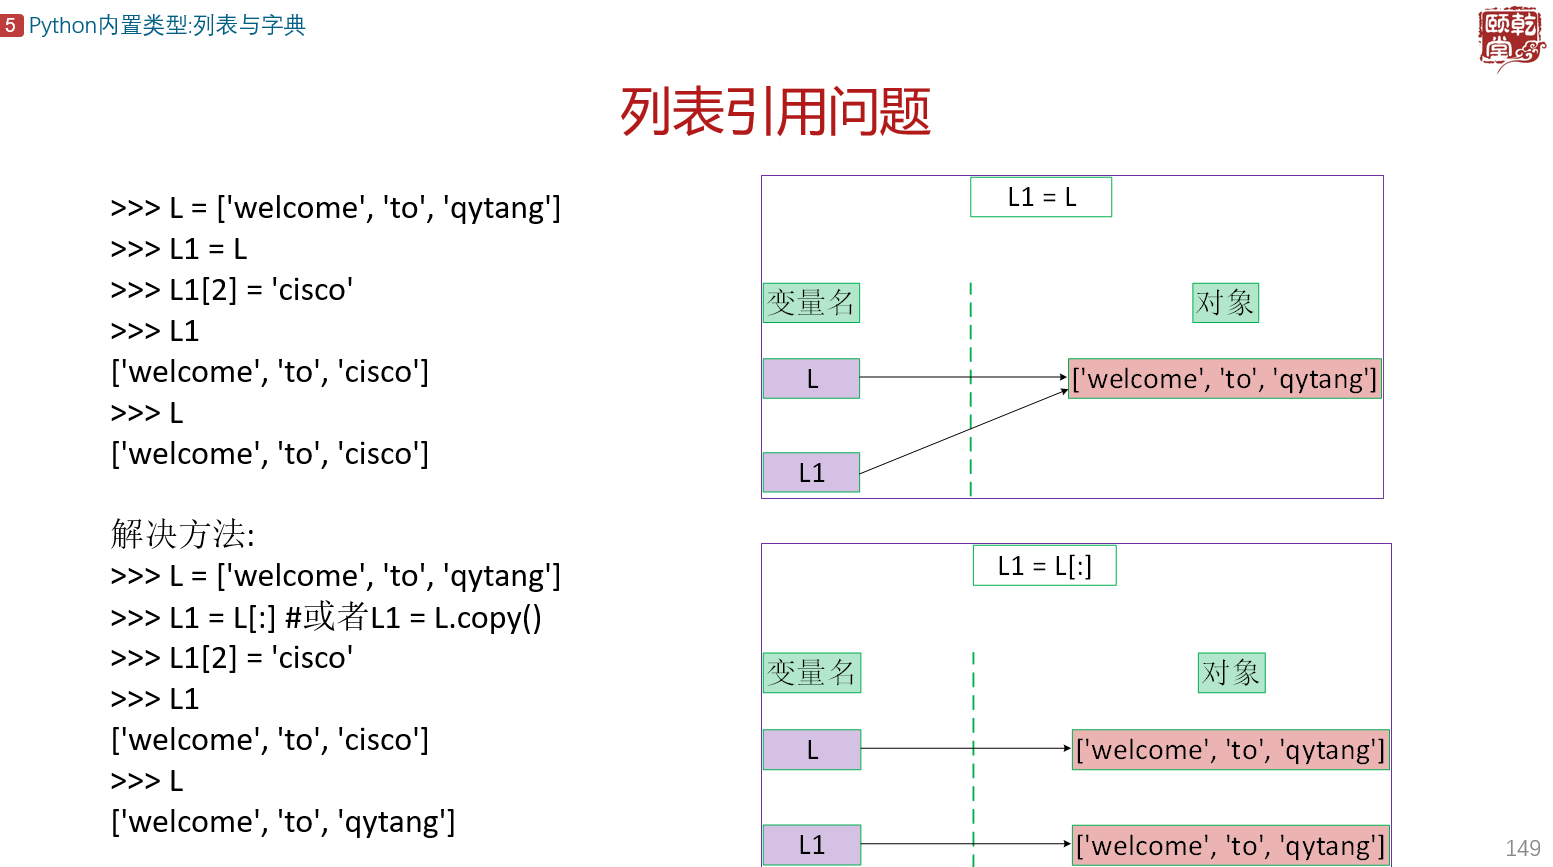 5 Python内置类型:列表与字典
颐乾堂
列表引用问题
>>> L = ['welcome', 'to', 'qytang']
>>> L1 = L
>>> L1[2] = 'cisco'
>>> L1
['welcome', 'to', 'cisco']
>>> L
['welcome', 'to', 'cisco']
解决方法:
>>> L = ['welcome', 'to', 'qytang']
>>> L1 = L[:] #或者L1 = L.copy()
>>> L1[2] = 'cisco'
>>> L1
['welcome', 'to', 'cisco']
>>> L
['welcome', 'to', 'qytang']
L1 = L
变量名 对象
L ['welcome', 'to', 'qytang']
L1
L1 = L[:]
变量名 对象
L ['welcome', 'to', 'qytang']
L1 ['welcome', 'to', 'qytang']
149